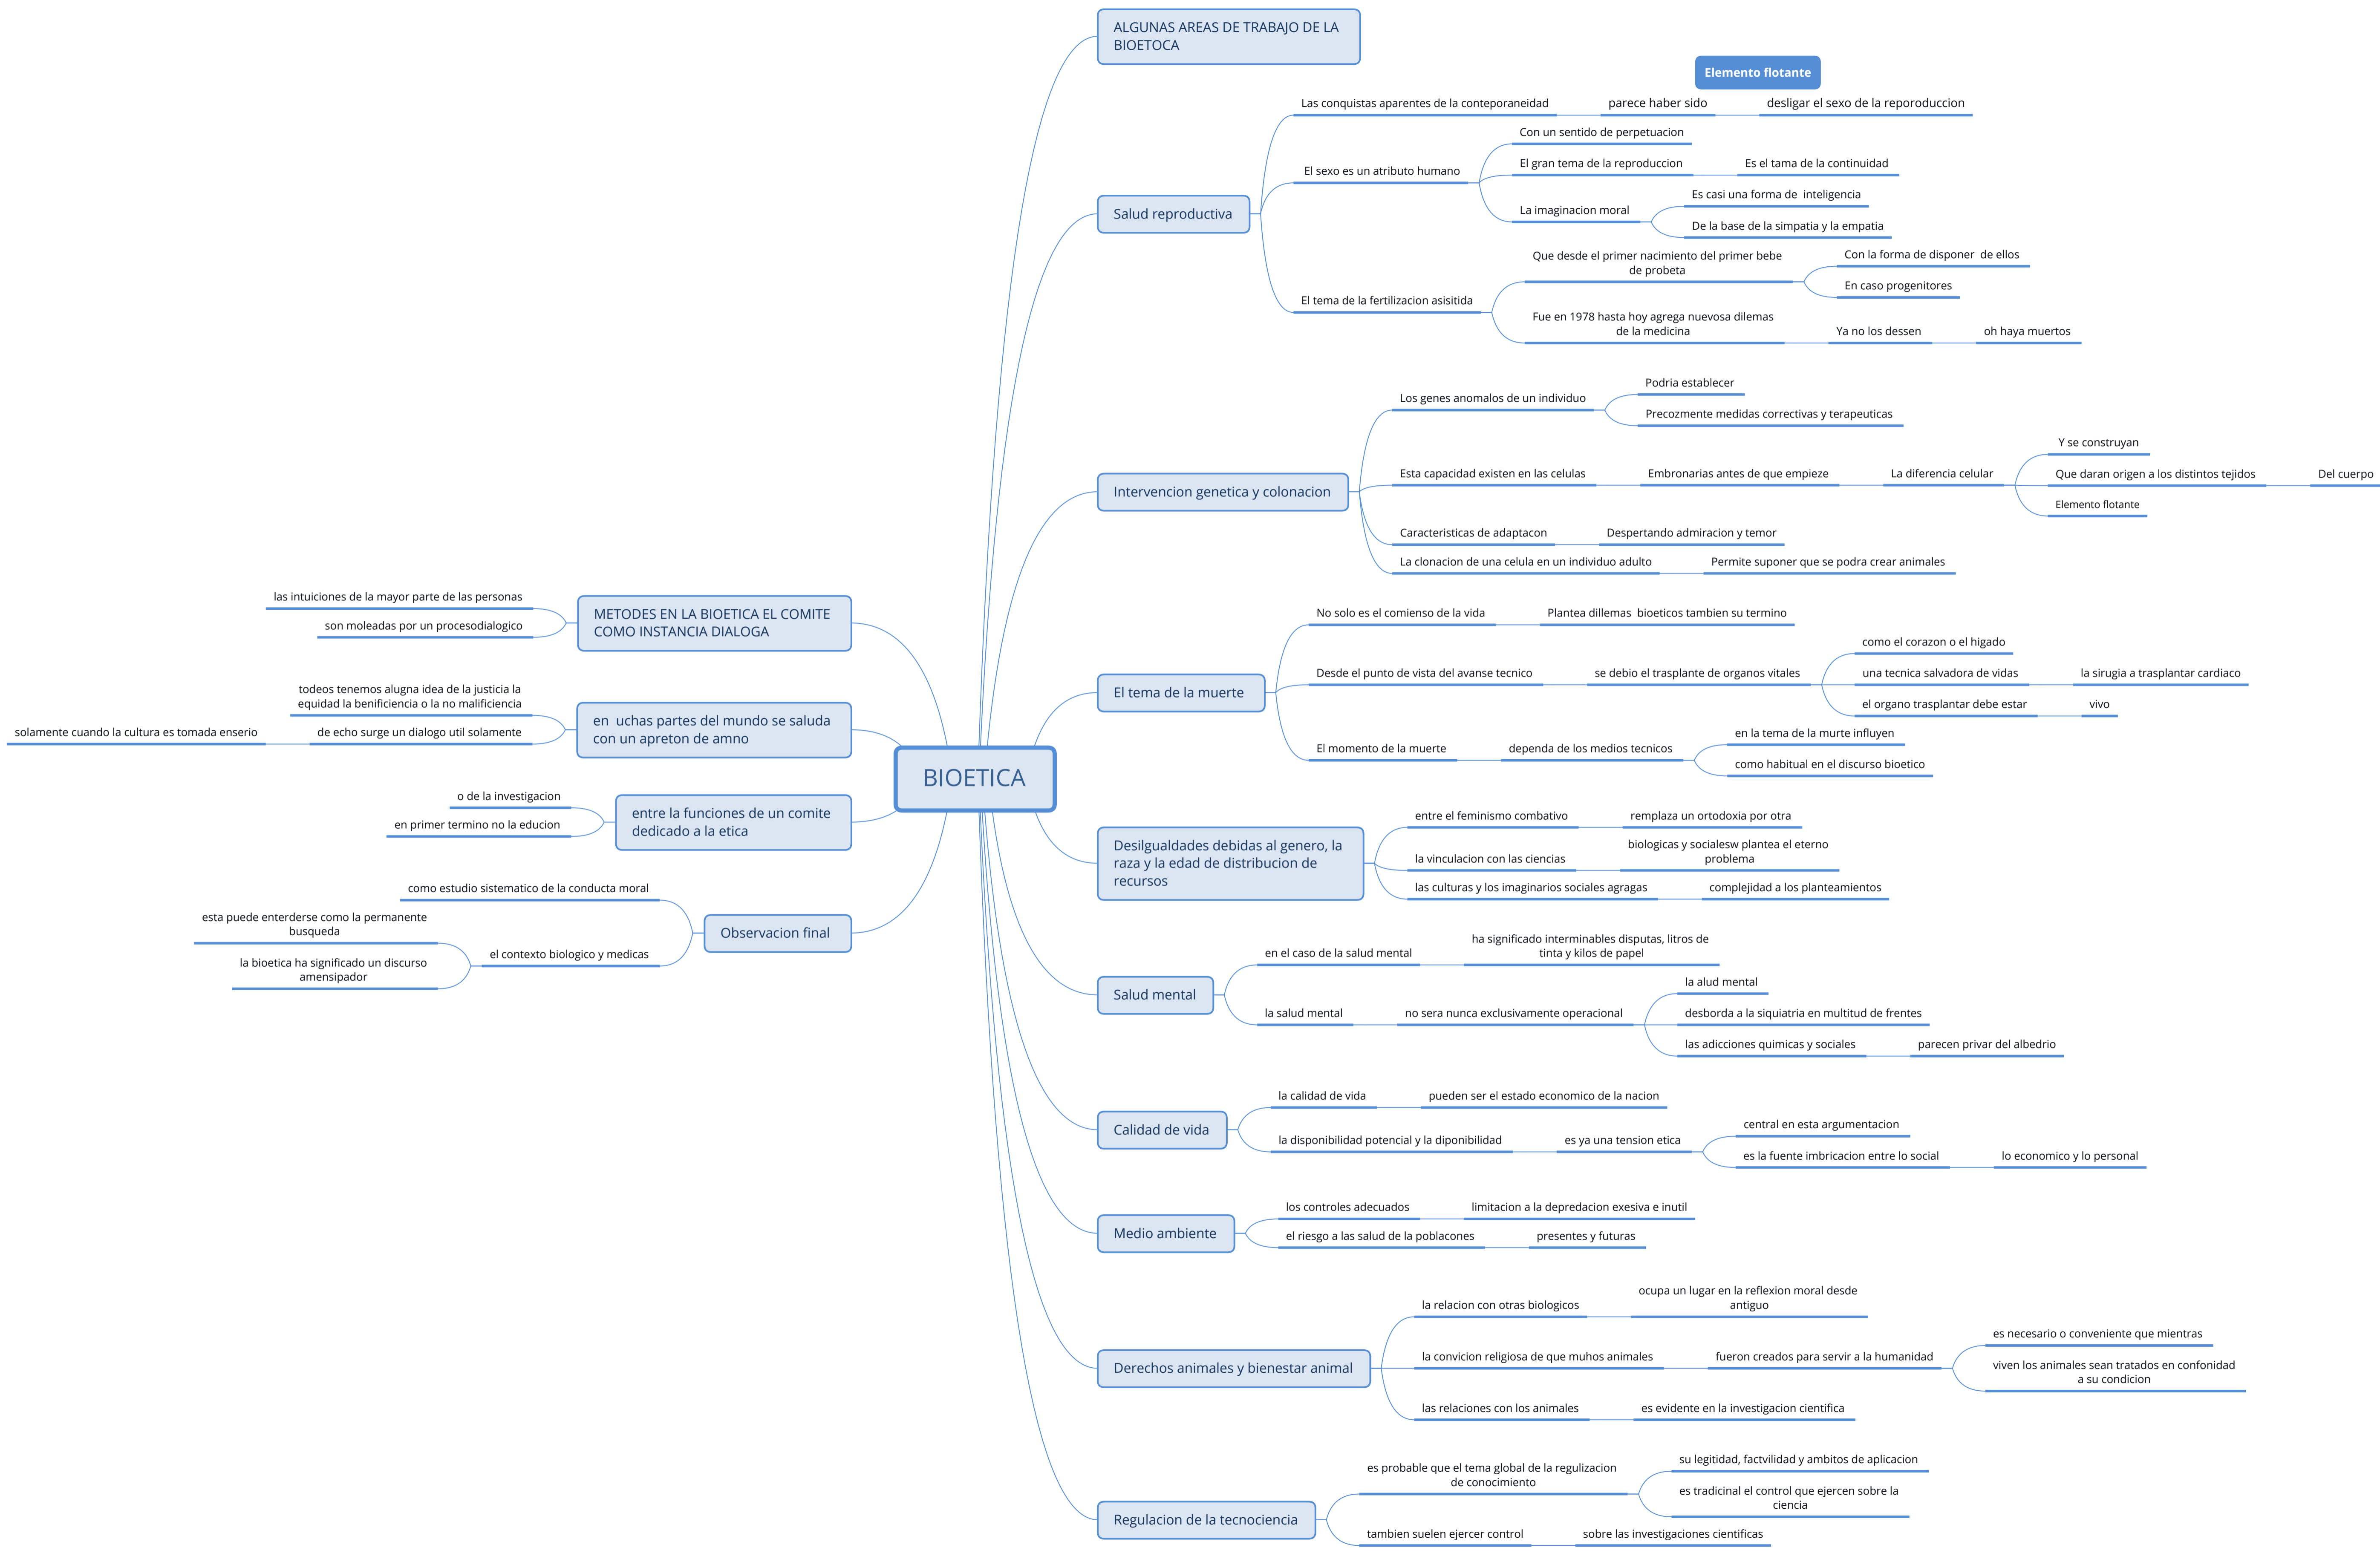 ALGUNAS AREAS DE TRABAJO DE LA
BIOETOCA
Elemento flotante
Salud reproductiva
Las conquistas aparentes de la conteporaneidad
parece haber sido
desligar el sexo de la reporoduccion
El sexo es un atributo humano
Con un sentido de perpetuacion
El gran tema de la reproduccion
Es el tama de la continuidad
La imaginacion moral
Es casi una forma de  inteligencia
De la base de la simpatia y la empatia
El tema de la fertilizacion asisitida
Que desde el primer nacimiento del primer bebe
de probeta
Con la forma de disponer  de ellos
En caso progenitores
Fue en 1978 hasta hoy agrega nuevosa dilemas
de la medicina
Ya no los dessen
oh haya muertos
Intervencion genetica y colonacion
Los genes anomalos de un individuo
Podria establecer
Precozmente medidas correctivas y terapeuticas
Esta capacidad existen en las celulas
Embronarias antes de que empieze
La diferencia celular
Y se construyan
Que daran origen a los distintos tejidos
Del cuerpo
Elemento flotante
Caracteristicas de adaptacon
Despertando admiracion y temor
La clonacion de una celula en un individuo adulto
Permite suponer que se podra crear animales
El tema de la muerte
No solo es el comienso de la vida
Plantea dillemas  bioeticos tambien su termino
Desde el punto de vista del avanse tecnico
se debio el trasplante de organos vitales
como el corazon o el higado
una tecnica salvadora de vidas
la sirugia a trasplantar cardiaco
el organo trasplantar debe estar
vivo
El momento de la muerte
dependa de los medios tecnicos
en la tema de la murte influyen
como habitual en el discurso bioetico
Desilgualdades debidas al genero, la
raza y la edad de distribucion de
recursos
entre el feminismo combativo
remplaza un ortodoxia por otra
la vinculacion con las ciencias
biologicas y socialesw plantea el eterno
problema
las culturas y los imaginarios sociales agragas
complejidad a los planteamientos
Salud mental
en el caso de la salud mental
ha significado interminables disputas, litros de
tinta y kilos de papel
la salud mental
no sera nunca exclusivamente operacional
la alud mental
desborda a la siquiatria en multitud de frentes
las adicciones quimicas y sociales
parecen privar del albedrio
Calidad de vida
la calidad de vida
pueden ser el estado economico de la nacion
la disponibilidad potencial y la diponibilidad
es ya una tension etica
central en esta argumentacion
es la fuente imbricacion entre lo social
lo economico y lo personal
Medio ambiente
los controles adecuados
limitacion a la depredacion exesiva e inutil
el riesgo a las salud de la poblacones
presentes y futuras
Derechos animales y bienestar animal
la relacion con otras biologicos
ocupa un lugar en la reflexion moral desde
antiguo
la convicion religiosa de que muhos animales
fueron creados para servir a la humanidad
es necesario o conveniente que mientras
viven los animales sean tratados en confonidad
a su condicion
las relaciones con los animales
es evidente en la investigacion cientifica
Regulacion de la tecnociencia
es probable que el tema global de la regulizacion
de conocimiento
su legitidad, factvilidad y ambitos de aplicacion
es tradicinal el control que ejercen sobre la
ciencia
tambien suelen ejercer control
sobre las investigaciones cientificas
BIOETICA
METODES EN LA BIOETICA EL COMITE
COMO INSTANCIA DIALOGA
las intuiciones de la mayor parte de las personas
son moleadas por un procesodialogico
en  uchas partes del mundo se saluda
con un apreton de amno
todeos tenemos alugna idea de la justicia la
equidad la benificiencia o la no malificiencia
de echo surge un dialogo util solamente
solamente cuando la cultura es tomada enserio
entre la funciones de un comite
dedicado a la etica
o de la investigacion
en primer termino no la educion
Observacion final
como estudio sistematico de la conducta moral
el contexto biologico y medicas
esta puede enterderse como la permanente
busqueda
la bioetica ha significado un discurso
amensipador